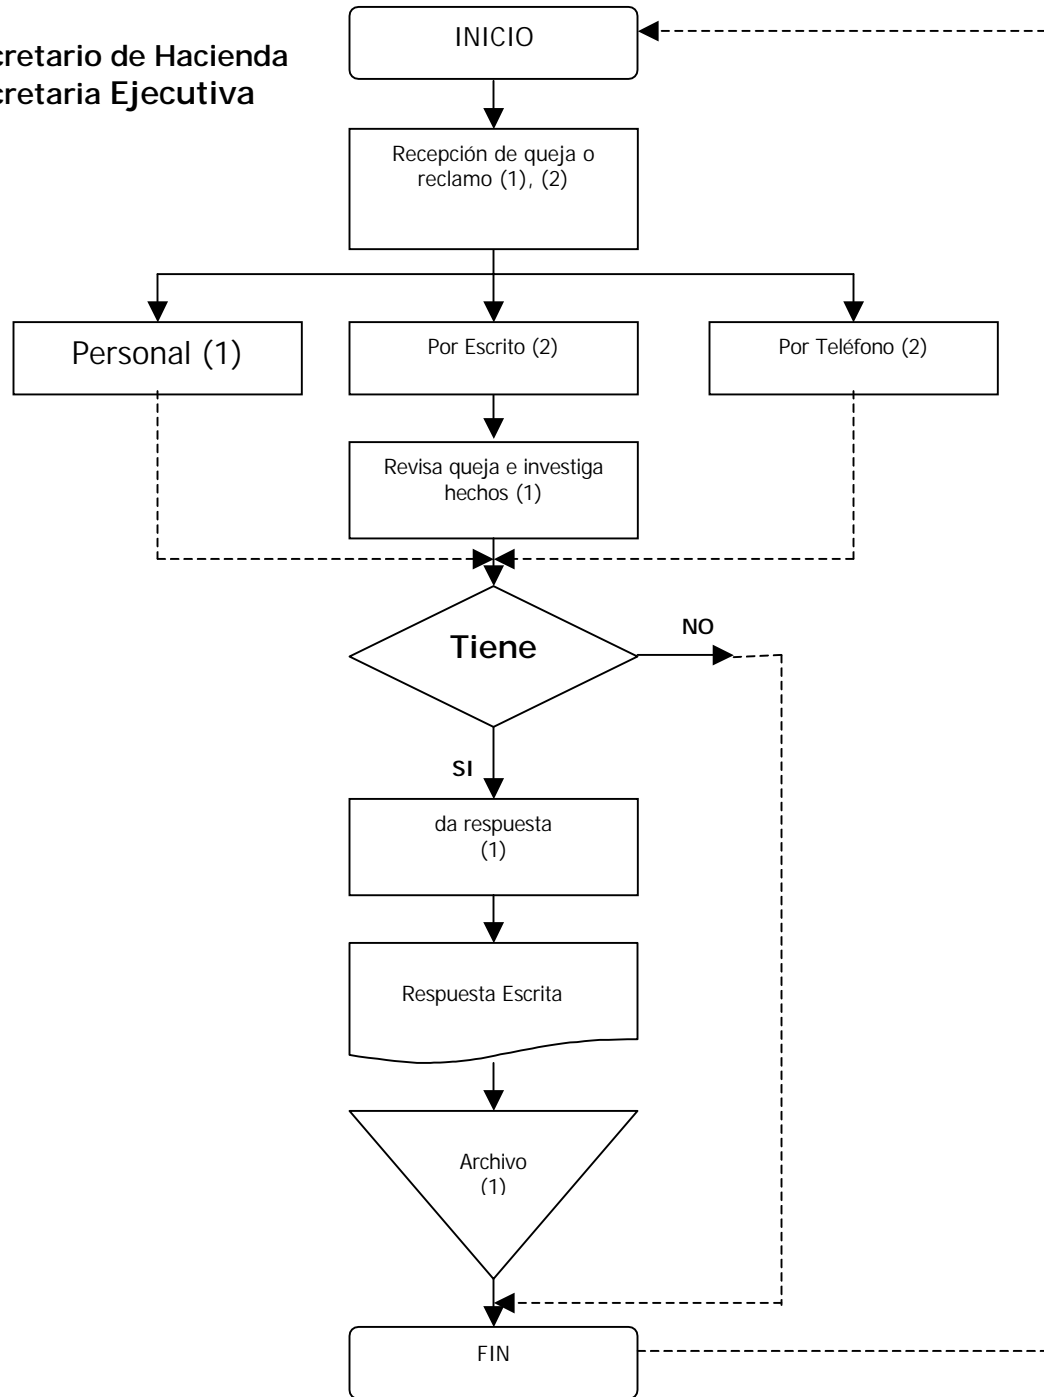 INICIO
cretario de Hacienda
cretaria Ejecutiva
Recepción de queja o
reclamo (1), (2)
Personal (1)
Por Escrito (2)
Por Teléfono (2)
Revisa queja e investiga
hechos (1)
Tiene
NO
SI
da respuesta
(1)
Respuesta Escrita
Archivo
(1)
FIN